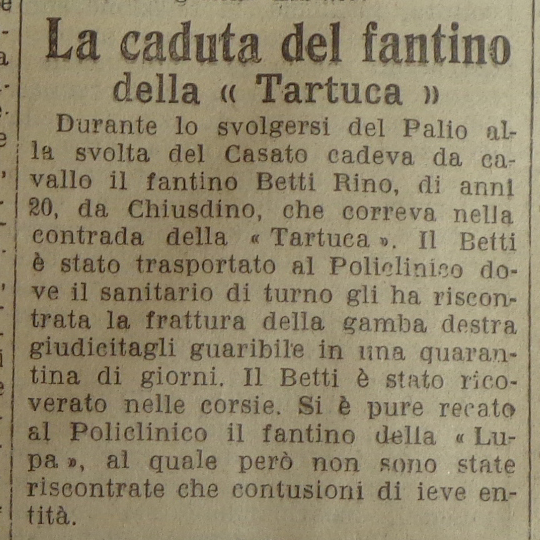 La caduta del fantino
della « Tartuca »
Durante lo svolgersi del Palio al-
la svolta del Casato cadeva da ca-
vallo il fantino Betti Rino, di anni
20, da Chiusdino, che correva nella
contrada della « Tartuca ». Il Betti
è stato trasportato al Policlinico do-
ve il sanitario di turno gli ha riscon-
trata la frattura della gamba destra
giudicitagli guaribile in una quaran-
tina di giorni. Il Betti è stato rico-
verato nelle corsie. Si è pure recato
al Policlinico il fantino della « Lu-
pa », al quale però non sono state
riscontrate che contusioni di ieve en-
tità.